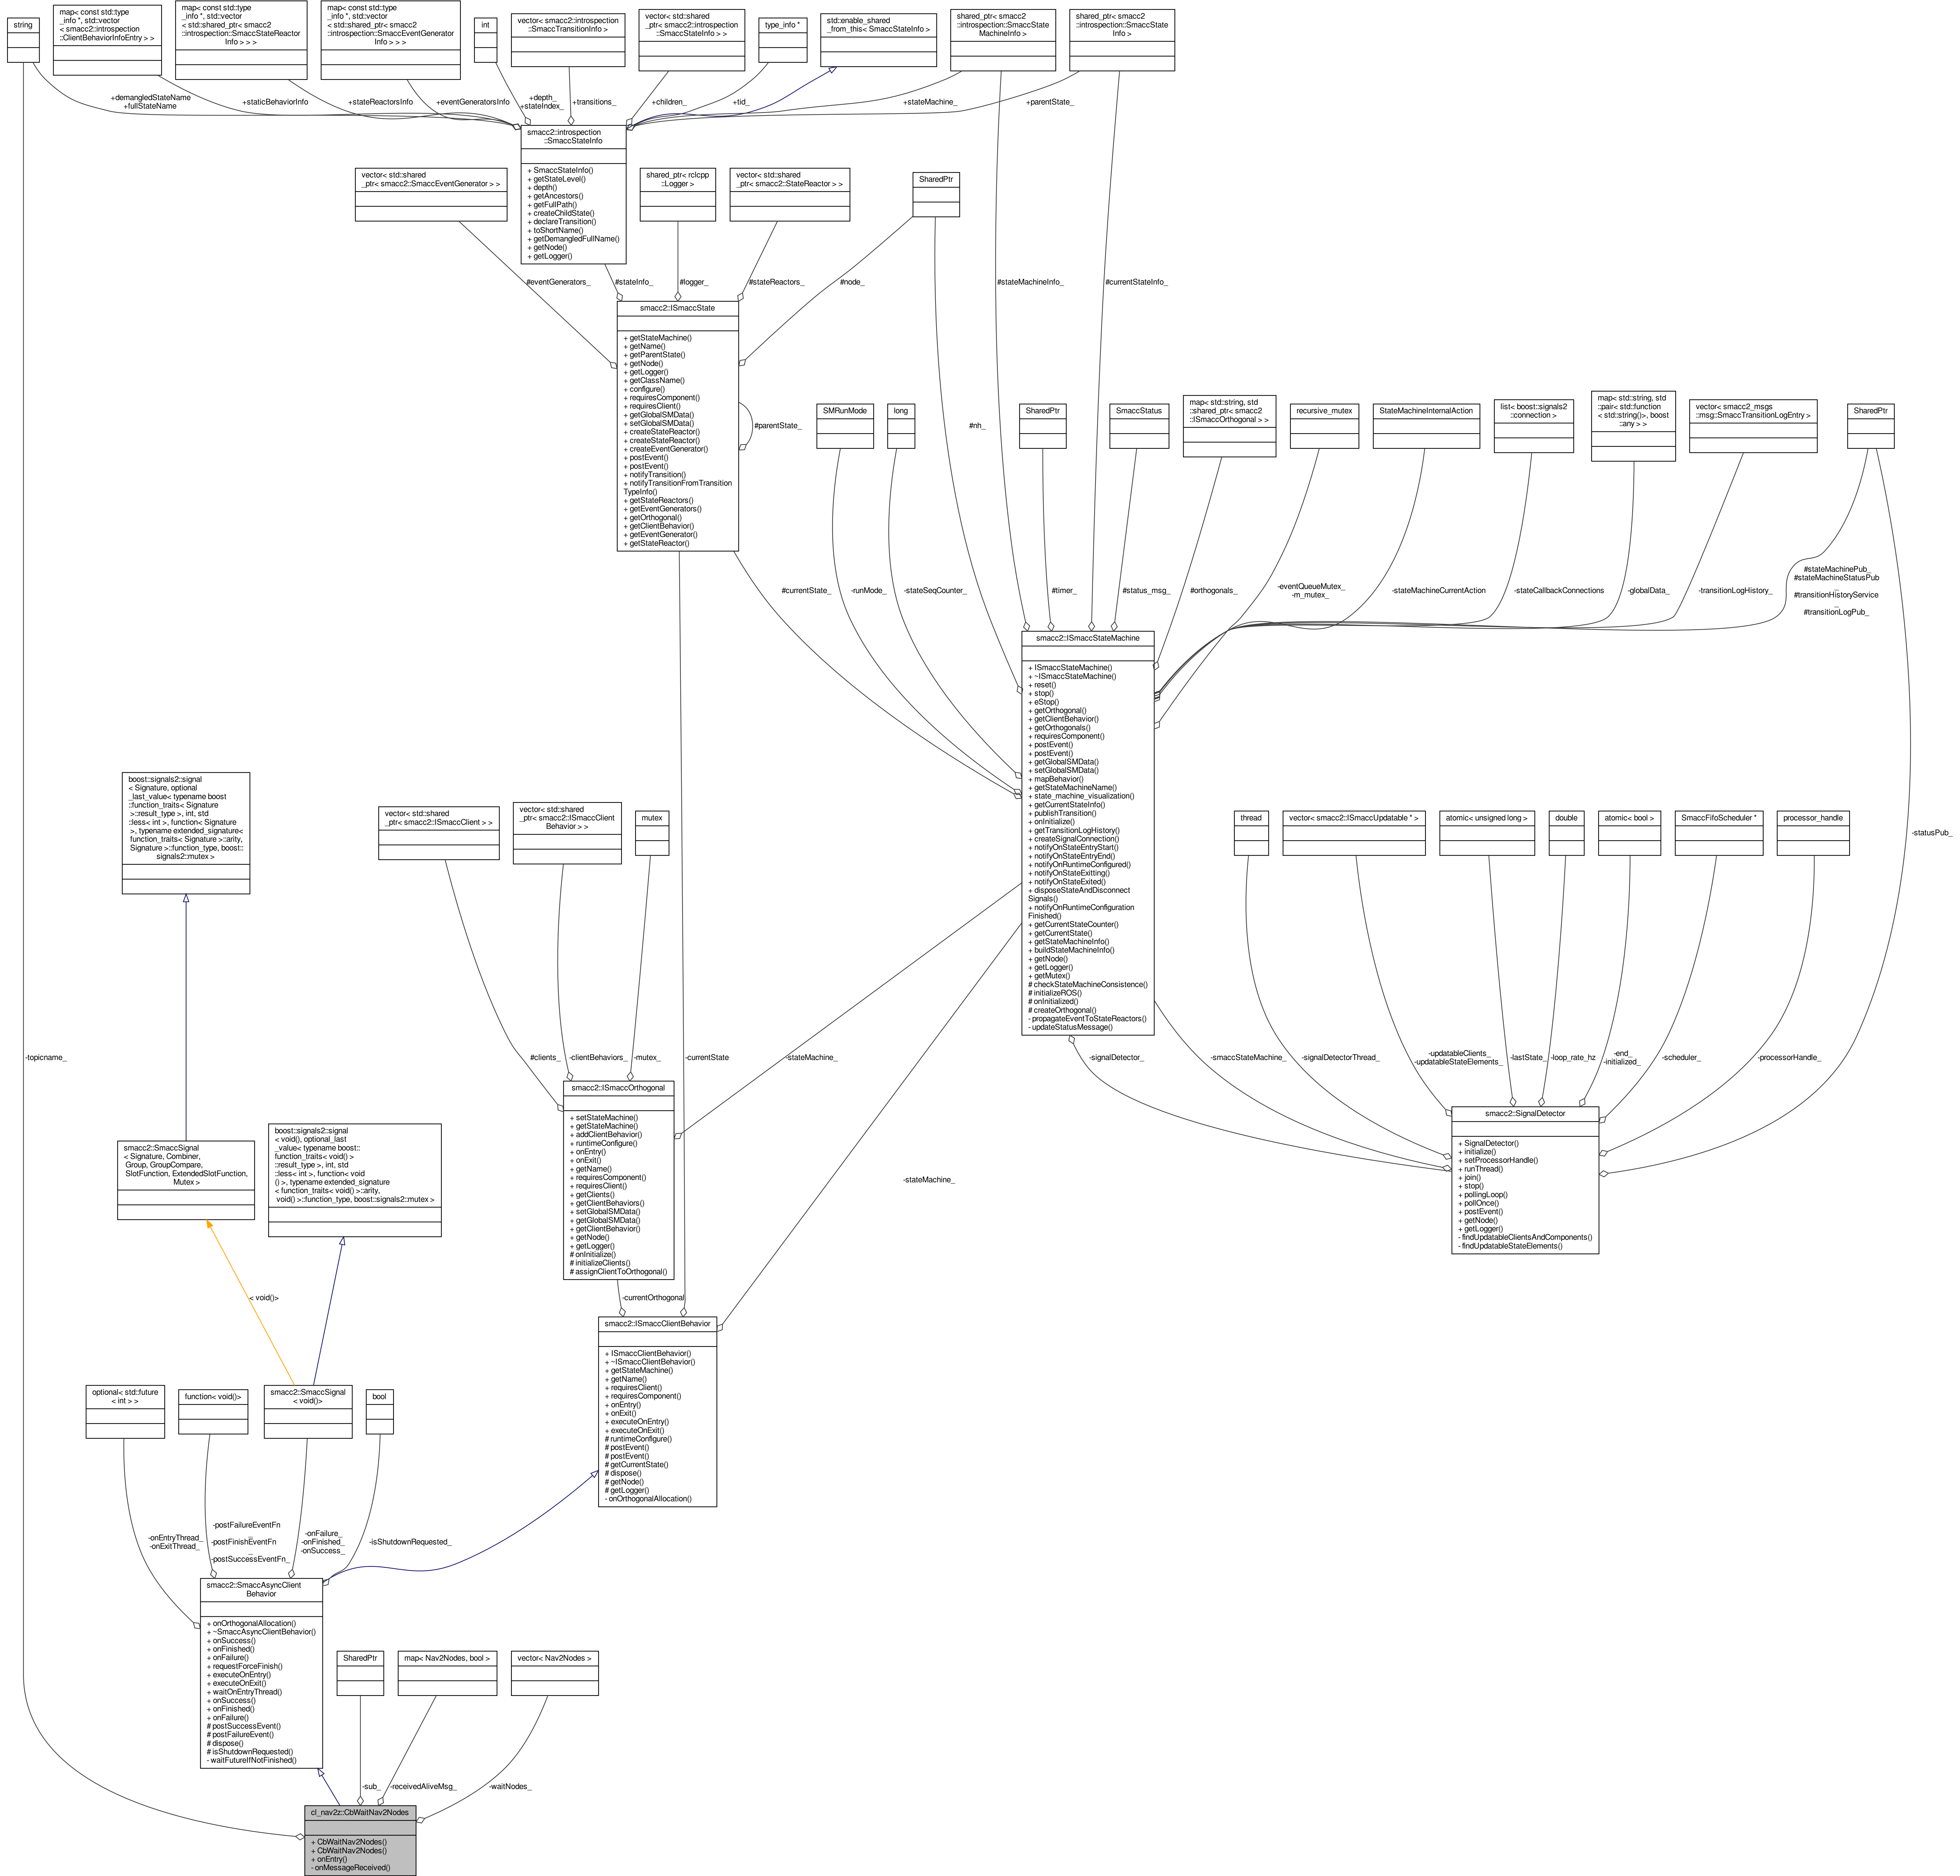 string
map< const std::type
_info *, std::vector
< smacc2::introspection
::ClientBehaviorInfoEntry > >
map< const std::type
_info *, std::vector
< std::shared_ptr< smacc2
::introspection::SmaccStateReactor
Info > > >
map< const std::type
_info *, std::vector
< std::shared_ptr< smacc2
::introspection::SmaccEventGenerator
Info > > >
int
vector< smacc2::introspection
::SmaccTransitionInfo >
vector< std::shared
_ptr< smacc2::introspection
::SmaccStateInfo > >
type_info *
std::enable_shared
_from_this< SmaccStateInfo >
shared_ptr< smacc2
::introspection::SmaccState
MachineInfo >
shared_ptr< smacc2
::introspection::SmaccState
Info >
+demangledStateName
+fullStateName
+staticBehaviorInfo
+stateReactorsInfo
+eventGeneratorsInfo
+depth_
+stateIndex_
+transitions_
+children_
+tid_
+stateMachine_
+parentState_
smacc2::introspection
::SmaccStateInfo
+ SmaccStateInfo()
+ getStateLevel()
+ depth()
+ getAncestors()
+ getFullPath()
+ createChildState()
+ declareTransition()
+ toShortName()
+ getDemangledFullName()
+ getNode()
+ getLogger()
vector< std::shared
_ptr< smacc2::SmaccEventGenerator > >
shared_ptr< rclcpp
::Logger >
vector< std::shared
_ptr< smacc2::StateReactor > >
SharedPtr
#eventGenerators_
#stateInfo_
#logger_
#stateReactors_
#node_
#stateMachineInfo_
#currentStateInfo_
smacc2::ISmaccState
+ getStateMachine()
+ getName()
+ getParentState()
+ getNode()
+ getLogger()
+ getClassName()
+ configure()
+ requiresComponent()
+ requiresClient()
+ getGlobalSMData()
+ setGlobalSMData()
+ createStateReactor()
+ createStateReactor()
+ createEventGenerator()
+ postEvent()
+ postEvent()
+ notifyTransition()
+ notifyTransitionFromTransition
TypeInfo()
+ getStateReactors()
+ getEventGenerators()
+ getOrthogonal()
+ getClientBehavior()
+ getEventGenerator()
+ getStateReactor()
#parentState_
SMRunMode
long
#nh_
SharedPtr
SmaccStatus
map< std::string, std
::shared_ptr< smacc2
::ISmaccOrthogonal > >
recursive_mutex
StateMachineInternalAction
list< boost::signals2
::connection >
map< std::string, std
::pair< std::function
< std::string()>, boost
::any > >
vector< smacc2_msgs
::msg::SmaccTransitionLogEntry >
SharedPtr
#currentState_
-runMode_
-stateSeqCounter_
#timer_
#status_msg_
#orthogonals_
-eventQueueMutex_
-m_mutex_
-stateMachineCurrentAction
-stateCallbackConnections
-globalData_
-transitionLogHistory_
#stateMachinePub_
#stateMachineStatusPub
_
#transitionHistoryService
_
#transitionLogPub_
smacc2::ISmaccStateMachine
+ ISmaccStateMachine()
+ ~ISmaccStateMachine()
+ reset()
+ stop()
+ eStop()
+ getOrthogonal()
+ getClientBehavior()
+ getOrthogonals()
+ requiresComponent()
+ postEvent()
+ postEvent()
+ getGlobalSMData()
+ setGlobalSMData()
+ mapBehavior()
+ getStateMachineName()
+ state_machine_visualization()
+ getCurrentStateInfo()
+ publishTransition()
+ onInitialize()
+ getTransitionLogHistory()
+ createSignalConnection()
+ notifyOnStateEntryStart()
+ notifyOnStateEntryEnd()
+ notifyOnRuntimeConfigured()
+ notifyOnStateExitting()
+ notifyOnStateExited()
+ disposeStateAndDisconnect
Signals()
+ notifyOnRuntimeConfiguration
Finished()
+ getCurrentStateCounter()
+ getCurrentState()
+ getStateMachineInfo()
+ buildStateMachineInfo()
+ getNode()
+ getLogger()
+ getMutex()
# checkStateMachineConsistence()
# initializeROS()
# onInitialized()
# createOrthogonal()
- propagateEventToStateReactors()
- updateStatusMessage()
boost::signals2::signal
< Signature, optional
_last_value< typename boost
::function_traits< Signature
>::result_type >, int, std
::less< int >, function< Signature
>, typename extended_signature<
function_traits< Signature >::arity,
Signature >::function_type, boost::
signals2::mutex >
vector< std::shared
_ptr< smacc2::ISmaccClient > >
vector< std::shared
_ptr< smacc2::ISmaccClient
Behavior > >
mutex
thread
vector< smacc2::ISmaccUpdatable * >
atomic< unsigned long >
double
atomic< bool >
SmaccFifoScheduler *
processor_handle
-statusPub_
-topicname_
#clients_
-clientBehaviors_
-mutex_
-currentState
-stateMachine_
-signalDetector_
-smaccStateMachine_
-signalDetectorThread_
-updatableClients_
-updatableStateElements_
-lastState_
-loop_rate_hz
-end_
-initialized_
-scheduler_
-processorHandle_
smacc2::ISmaccOrthogonal
+ setStateMachine()
+ getStateMachine()
+ addClientBehavior()
+ runtimeConfigure()
+ onEntry()
+ onExit()
+ getName()
+ requiresComponent()
+ requiresClient()
+ getClients()
+ getClientBehaviors()
+ setGlobalSMData()
+ getGlobalSMData()
+ getClientBehavior()
+ getNode()
+ getLogger()
# onInitialize()
# initializeClients()
# assignClientToOrthogonal()
smacc2::SignalDetector
+ SignalDetector()
+ initialize()
+ setProcessorHandle()
+ runThread()
+ join()
+ stop()
+ pollingLoop()
+ pollOnce()
+ postEvent()
+ getNode()
+ getLogger()
- findUpdatableClientsAndComponents()
- findUpdatableStateElements()
smacc2::SmaccSignal
< Signature, Combiner,
Group, GroupCompare,
SlotFunction, ExtendedSlotFunction,
Mutex >
boost::signals2::signal
< void(), optional_last
_value< typename boost::
function_traits< void() >
::result_type >, int, std
::less< int >, function< void
() >, typename extended_signature
< function_traits< void() >::arity,
void() >::function_type, boost::signals2::mutex >
-stateMachine_
< void()>
-currentOrthogonal
smacc2::ISmaccClientBehavior
+ ISmaccClientBehavior()
+ ~ISmaccClientBehavior()
+ getStateMachine()
+ getName()
+ requiresClient()
+ requiresComponent()
+ onEntry()
+ onExit()
+ executeOnEntry()
+ executeOnExit()
# runtimeConfigure()
# postEvent()
# postEvent()
# getCurrentState()
# dispose()
# getNode()
# getLogger()
- onOrthogonalAllocation()
optional< std::future
< int > >
function< void()>
smacc2::SmaccSignal
< void()>
bool
-onEntryThread_
-onExitThread_
-postFailureEventFn
_
-postFinishEventFn
_
-postSuccessEventFn_
-onFailure_
-onFinished_
-onSuccess_
-isShutdownRequested_
smacc2::SmaccAsyncClient
Behavior
+ onOrthogonalAllocation()
+ ~SmaccAsyncClientBehavior()
+ onSuccess()
+ onFinished()
+ onFailure()
+ requestForceFinish()
+ executeOnEntry()
+ executeOnExit()
+ waitOnEntryThread()
+ onSuccess()
+ onFinished()
+ onFailure()
# postSuccessEvent()
# postFailureEvent()
# dispose()
# isShutdownRequested()
- waitFutureIfNotFinished()
SharedPtr
map< Nav2Nodes, bool >
vector< Nav2Nodes >
-sub_
-receivedAliveMsg_
-waitNodes_
cl_nav2z::CbWaitNav2Nodes
+ CbWaitNav2Nodes()
+ CbWaitNav2Nodes()
+ onEntry()
- onMessageReceived()